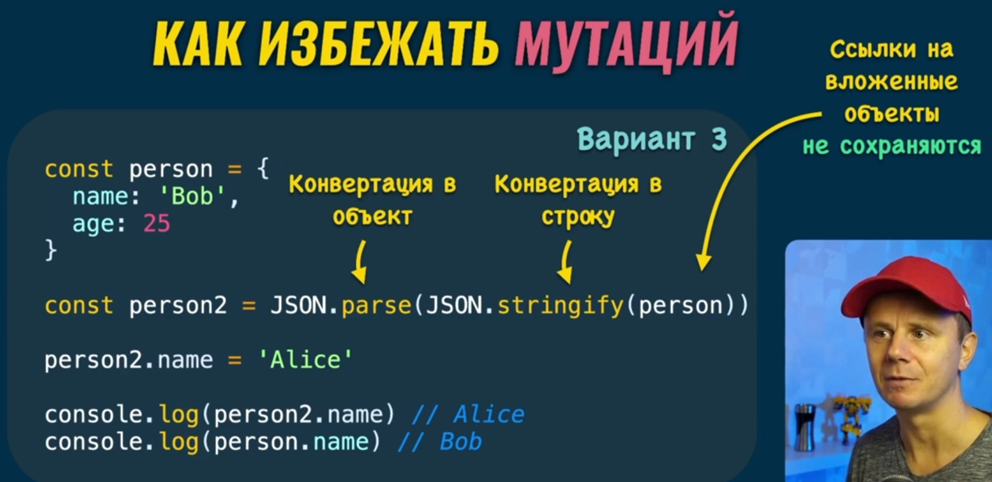 КАК ИЗБЕЖАТЬ МУТАЦИЙ
Ссылки на
вложенные
объекты
не сохраняются
Вариант 3
const person = {
name: 'Bob',
age: 25
}
Конвертация в
объект
Конвертация в
строку
const person2 = JSON.parse(JSON.stringify(person))
person2.name = 'Alice'
console.log(person2.name) // Alice
console.log(person.name) // Bob